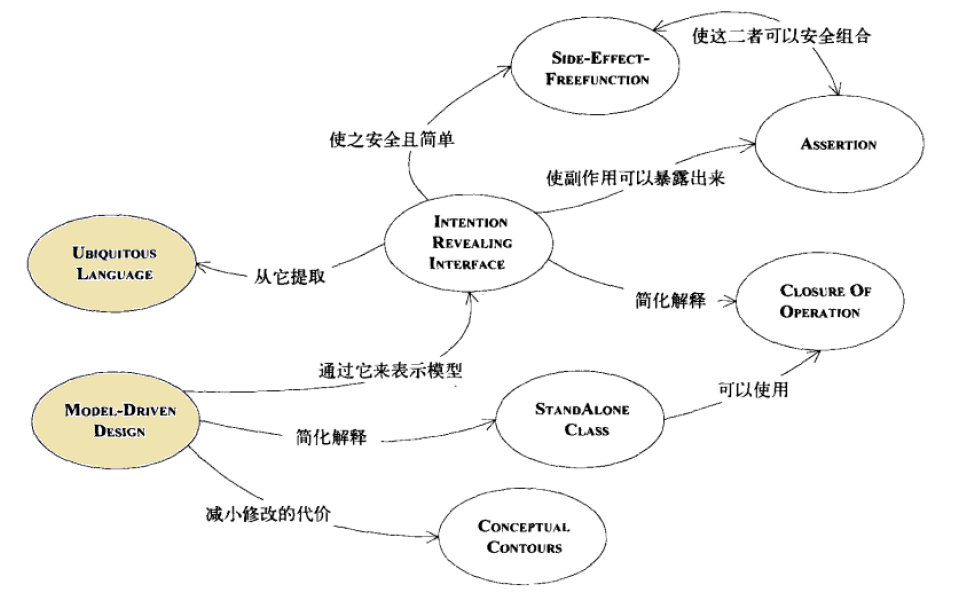 SIDE-EFFECT-
FREEFUNCTION
使这二者可以安全组合
使之安全且简单
ASSERTION
使副作用可以暴露出来
INTENTION
REVEALING
INTERFACE
UBIQUITOUS
LANGUAGE
从它提取
简化解释
CLOSURE OF
OPERATION
通过它来表示模型
可以使用
MODEL-DRIVEN
DESIGN
简化解释
STANDALONE
CLASS
减小修改的代价
CONCEPTUAL
CONTOURS